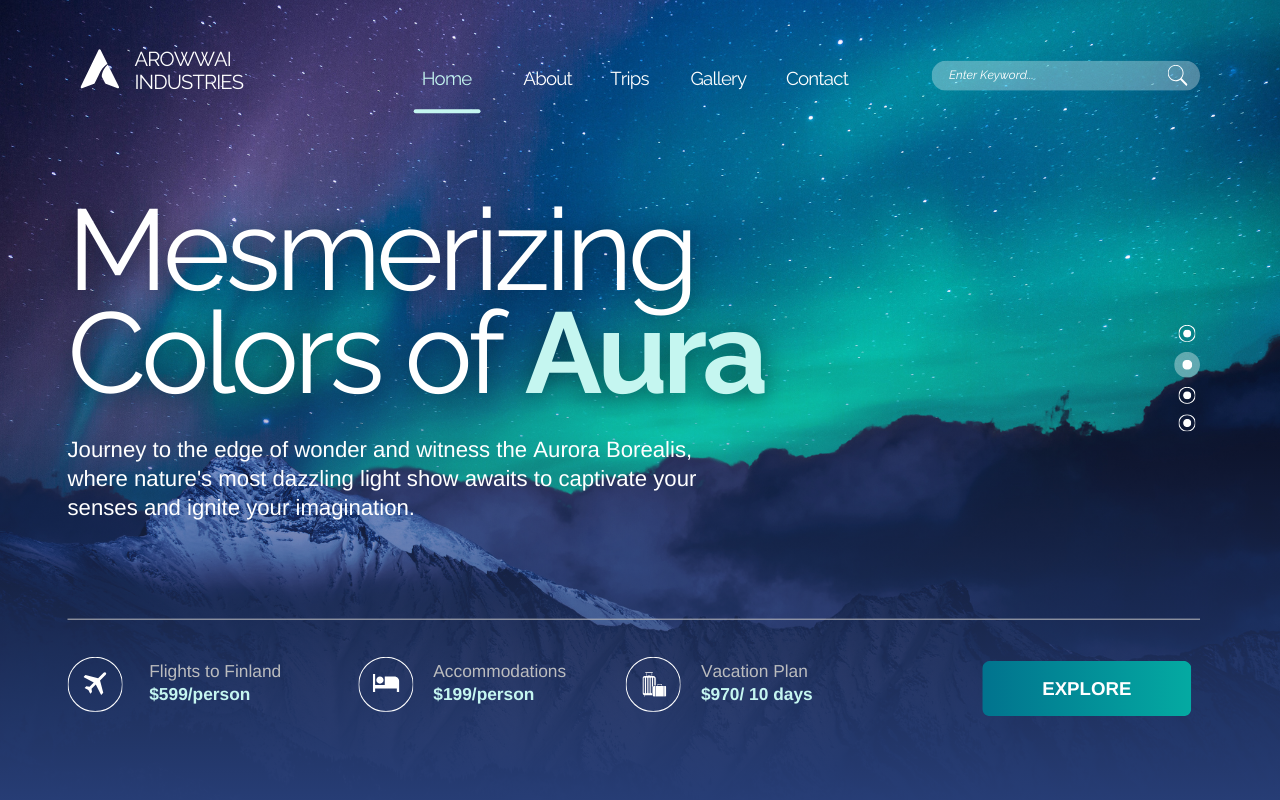 AROWWAI
INDUSTRIES
Home About Trips Gallery Contact
Enter Keyword...
Mesmerizing
Colors of Aura
Journey to the edge of wonder and witness the Aurora Borealis,
where nature's most dazzling light show awaits to captivate your
senses and ignite your imagination.
Flights to Finland
$599/person
Accommodations
$199/person
Vacation Plan
$970/ 10 days
EXPLORE